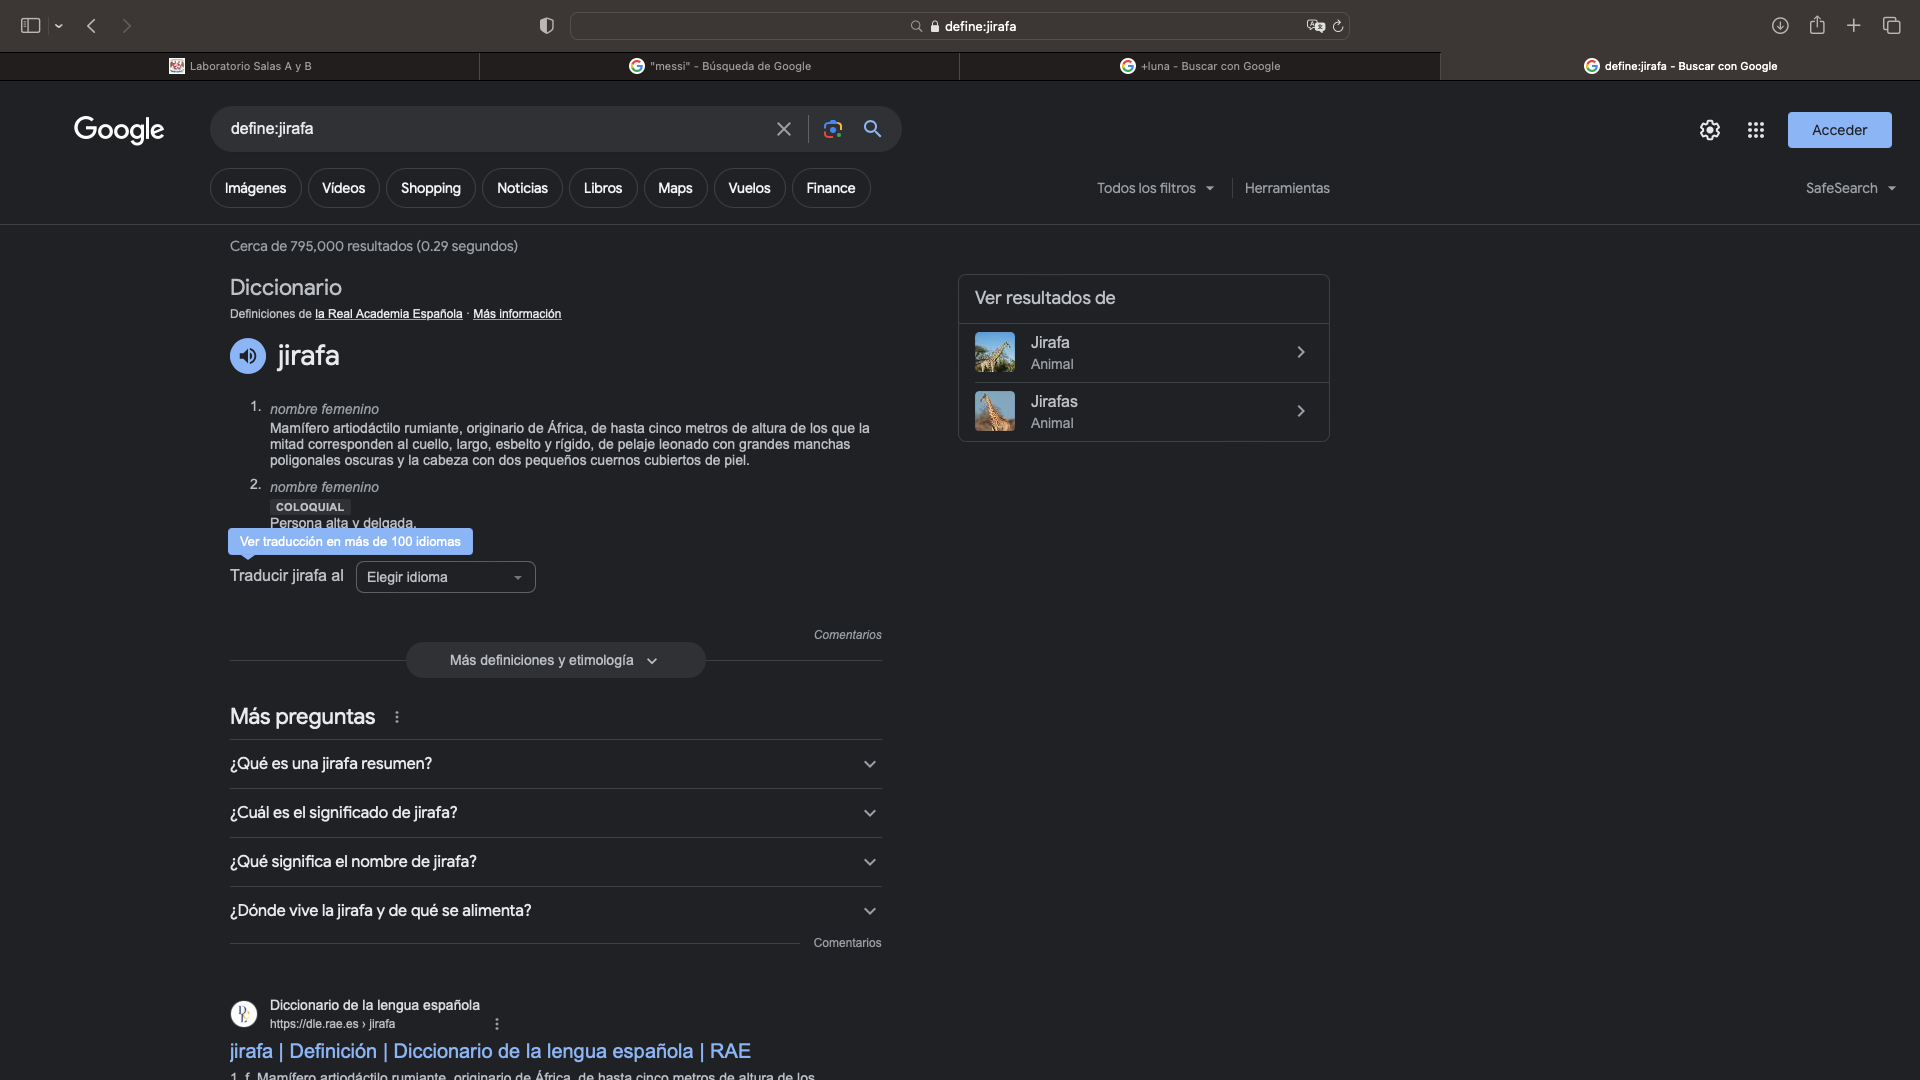 define:jirafa
Laboratorio Salas A y B
"messi" - Búsqueda de Google
+luna - Buscar con Google
define:jirafa - Buscar con Google
Google
define:jirafa
Acceder
Imágenes
Vídeos
Shopping
Noticias
Libros
Maps
Vuelos
Finance
Todos los filtros
Herramientas
SafeSearch
Cerca de 795,000 resultados (0.29 segundos)
Diccionario
Definiciones de la Real Academia Española · Más información
jirafa
1. nombre femenino
Mamífero artiodáctilo rumiante, originario de África, de hasta cinco metros de altura de los que la
mitad corresponden al cuello, largo, esbelto y rígido, de pelaje leonado con grandes manchas
poligonales oscuras y la cabeza con dos pequeños cuernos cubiertos de piel.
2. nombre femenino
COLOQUIAL
Persona alta y delgada.
Ver traducción en más de 100 idiomas
Traducir jirafa al
Elegir idioma
Comentarios
Más definiciones y etimología
Más preguntas
¿Qué es una jirafa resumen?
¿Cuál es el significado de jirafa?
¿Qué significa el nombre de jirafa?
¿Dónde vive la jirafa y de qué se alimenta?
Comentarios
Diccionario de la lengua española
https://dle.rae.es › jirafa
jirafa | Definición | Diccionario de la lengua española | RAE
1. f. Mamífero artiodáctilo rumiante, originario de África, de hasta cinco metros de altura de los
Ver resultados de
Jirafa
Animal
Jirafas
Animal